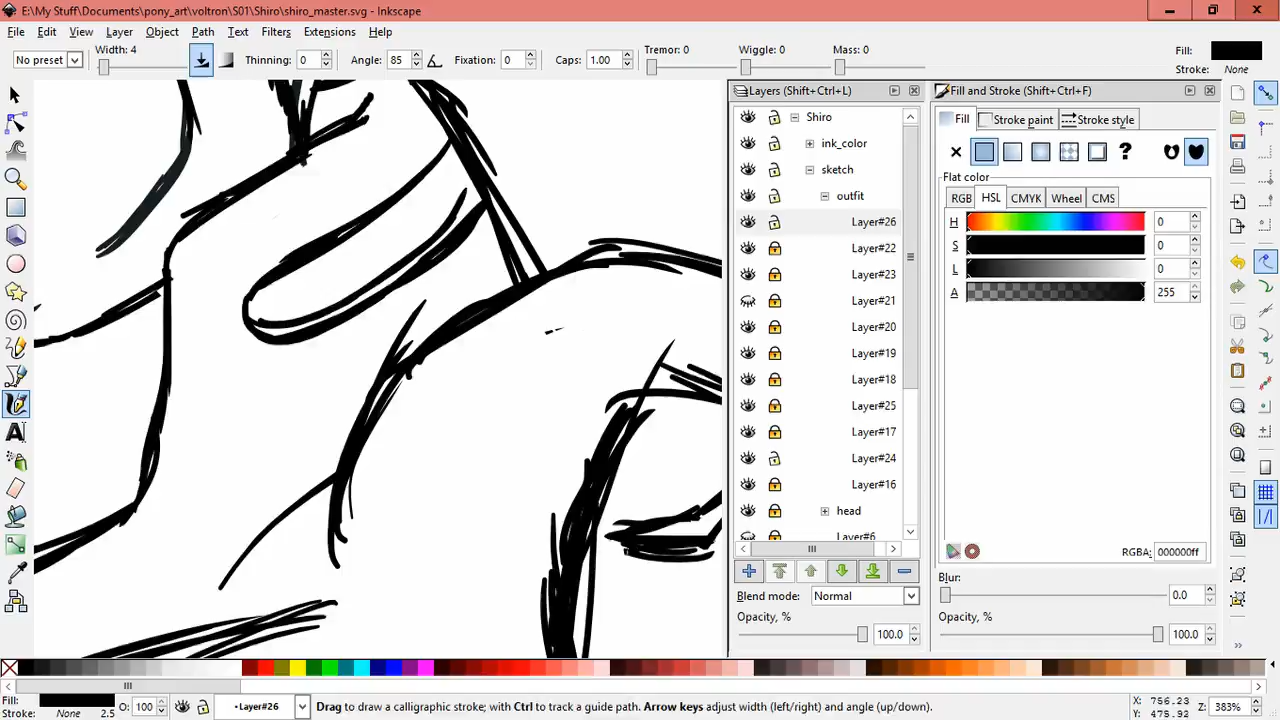 E:\My Stuff\Documents\pony_art\voltron\S01\Shiro\shiro_master.svg - Inkscape
File Edit View Layer Object Path Text Filters Extensions Help
No preset Width: 4 Thinning: 0 Angle: 85 Fixation: 0 Caps: 1.00 Tremor: 0 Wiggle: 0 Mass: 0 Fill: Stroke: None
Layers (Shift+Ctrl+L)
Shiro
ink_color
sketch
outfit
Layer#26
Layer#22
Layer#23
Layer#21
Layer#20
Layer#19
Layer#18
Layer#25
Layer#17
Layer#24
Layer#16
head
Layer#6
Blend mode: Normal
Opacity, %
100.0
Fill and Stroke (Shift+Ctrl+F)
Fill Stroke paint Stroke style
Flat color
RGB HSL CMYK Wheel CMS
H 0
S 0
L 0
A 255
RGBA: 000000ff
Blur:
0.0
Opacity, %
100.0
Fill: Stroke: None 2.5 O: 100 •Layer#26 Drag to draw a calligraphic stroke; with Ctrl to track a guide path. Arrow keys adjust width (left/right) and angle (up/down). X: 756.23 Y: 475.92 Z: 383%